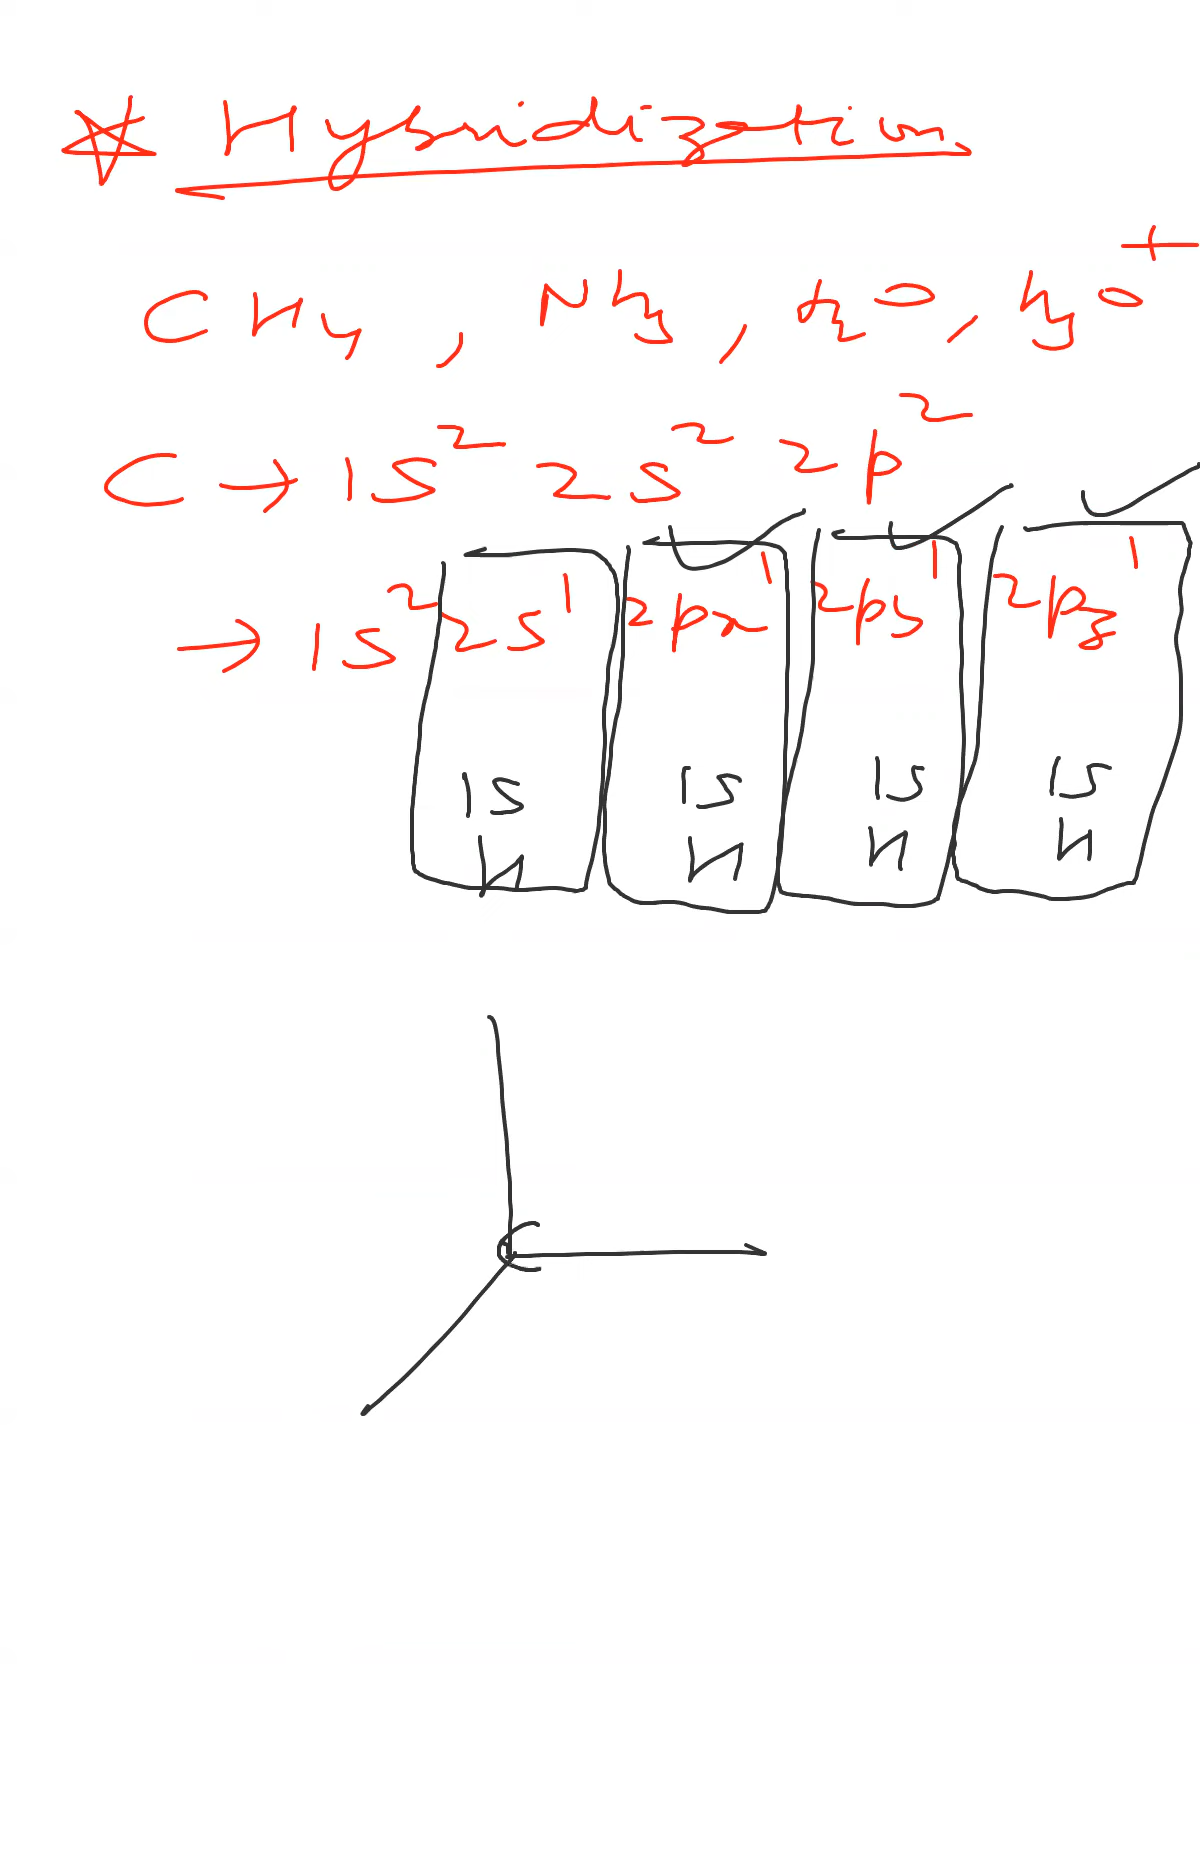 ☆ Hybridization
CH₄, NH₃, H₂O, H₃O⁺
C → 1s² 2s² 2p²
→ 1s² 2s¹ 2px¹ 2py¹ 2pz¹
1s 1s 1s 1s
H H H H
C